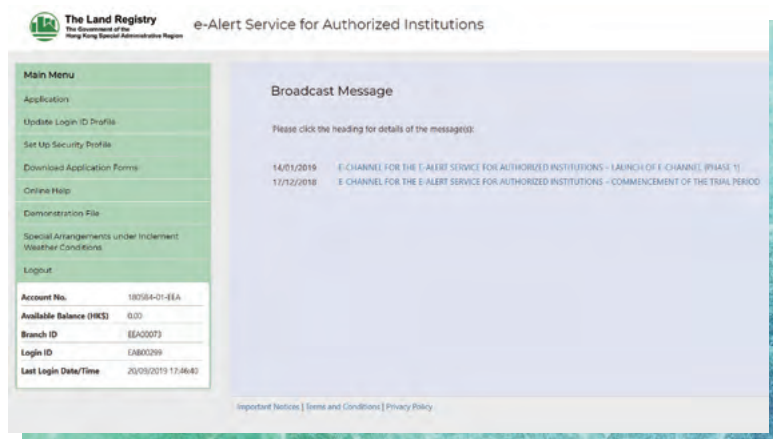 The Land Registry
The Government of the
Hong Kong Special Administrative Region
e-Alert Service for Authorized Institutions
Main Menu
Application
Update Login ID Profile
Set Up Security Profile
Download Application Forms
Online Help
Demonstration File
Special Arrangements under Inclement
Weather Conditions
Logout
Account No. 180584-01-EEA
Available Balance (HK$) 0.00
Branch ID EEA00073
Login ID EAB00299
Last Login Date/Time 20/09/2019 17:46:40
Broadcast Message
Please click the heading for details of the message(s):
14/01/2019 E-CHANNEL FOR THE E-ALERT SERVICE FOR AUTHORIZED INSTITUTIONS – LAUNCH OF E-CHANNEL (PHASE 1)
17/12/2018 E-CHANNEL FOR THE E-ALERT SERVICE FOR AUTHORIZED INSTITUTIONS – COMMENCEMENT OF THE TRIAL PERIOD
Important Notices | Terms and Conditions | Privacy Policy